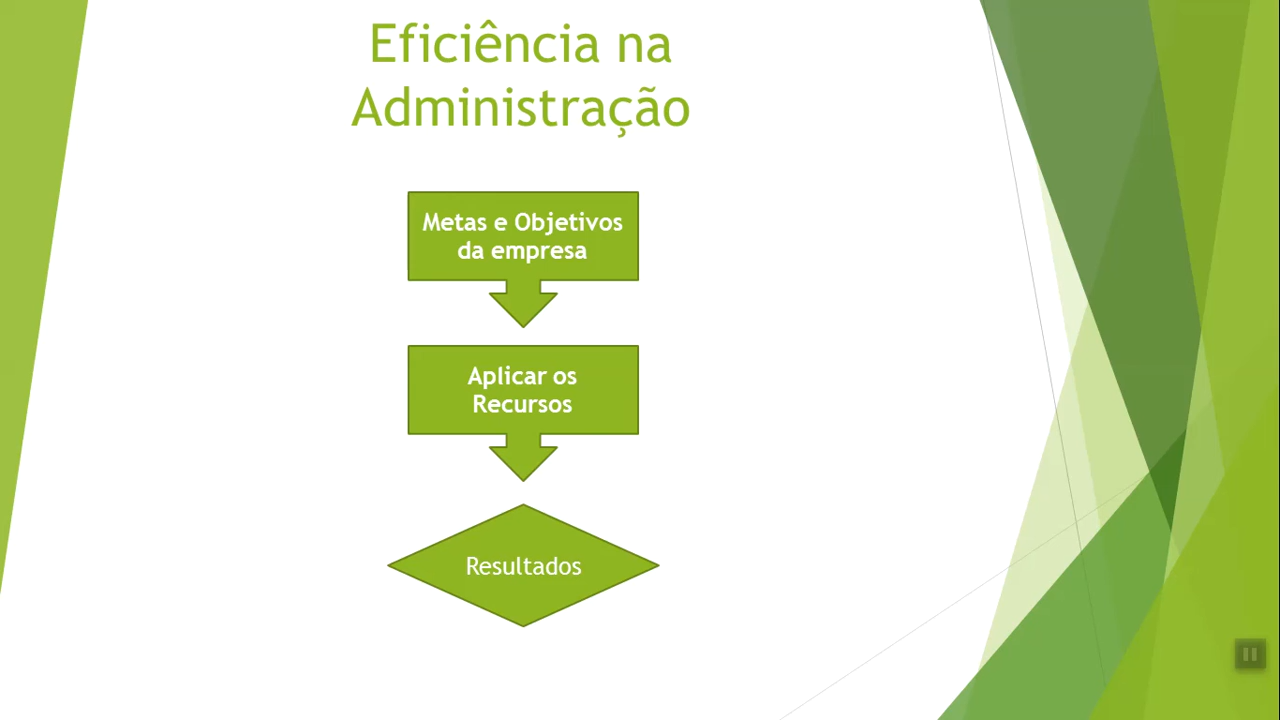 Eficiência na
Administração
Metas e Objetivos
da empresa
Aplicar os
Recursos
Resultados